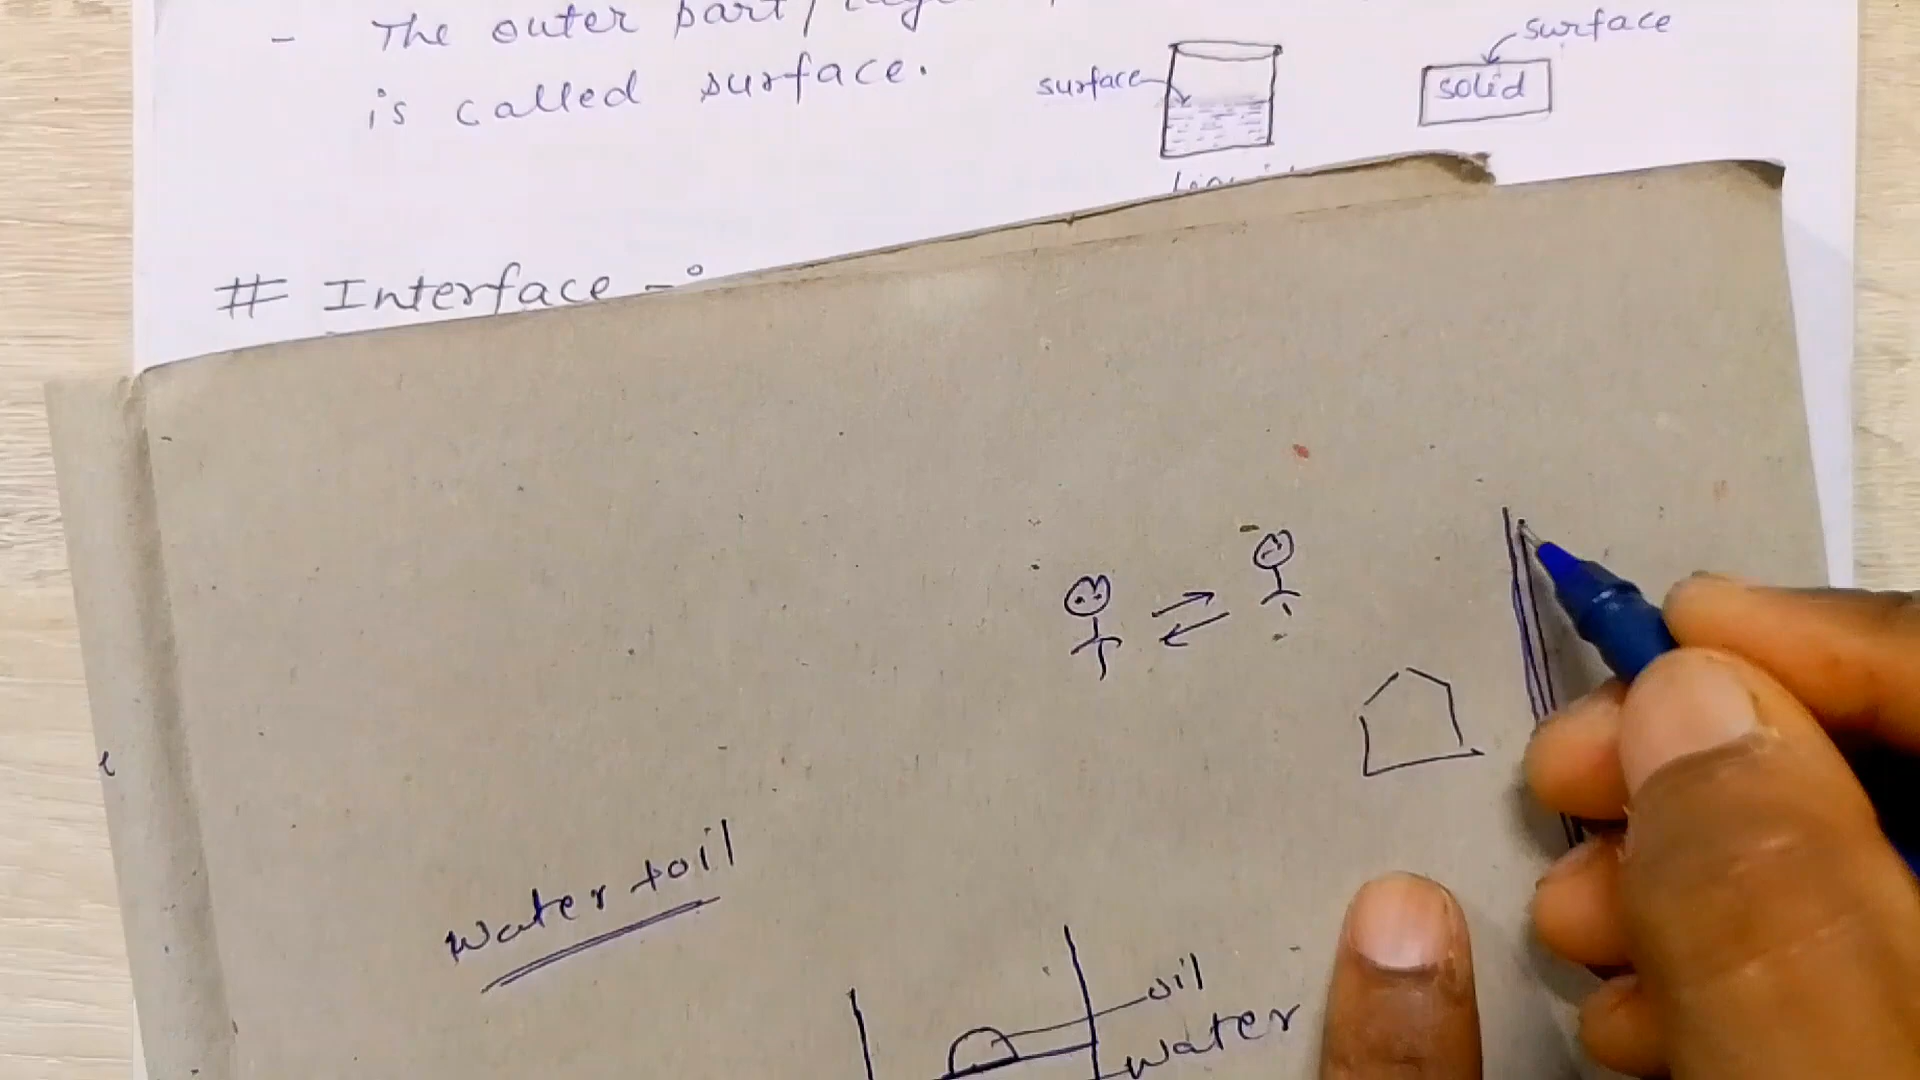 - The outer part/
is called surface.
surface
surface
solid
# Interface -:
water + oil
oil
water